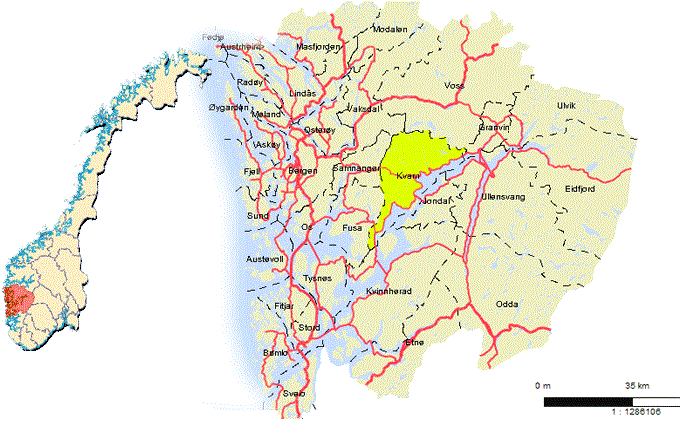 Modalen
Fedje
Austrheim
Masfjorden
Voss
Radøy
Lindås
Ulvik
Øygarden
Vaksdal
Meland
Granvin
Osterøy
Askøy
Samnanger
Fjell
Bergen
Kvam
Eidfjord
Ullensvang
Jondal
Sund
Os
Fusa
Austevoll
Tysnes
Kvinnherad
Fitjar
Odda
Stord
Etne
Bømlo
Sveio
0 m 35 km
1 : 1286106